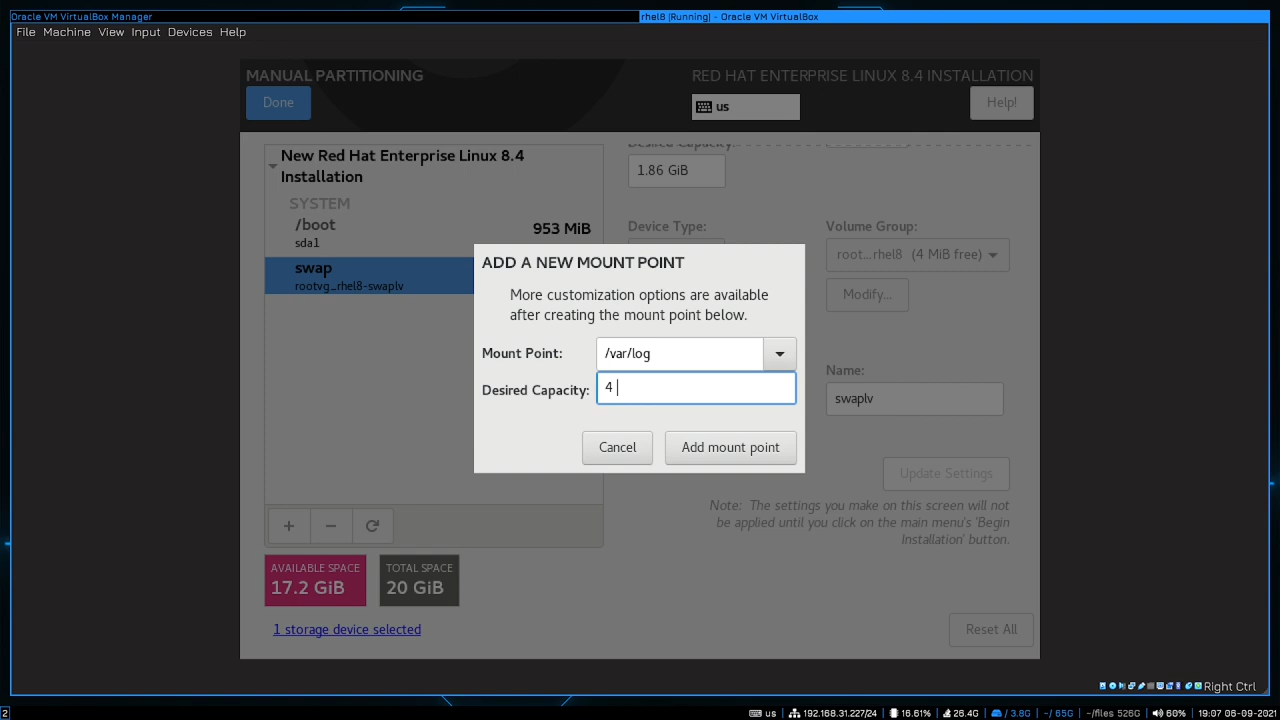 Oracle VM VirtualBox Manager
rhel8 [Running] - Oracle VM VirtualBox
File Machine View Input Devices Help
MANUAL PARTITIONING
RED HAT ENTERPRISE LINUX 8.4 INSTALLATION
Done
us
Help!
New Red Hat Enterprise Linux 8.4
Installation
SYSTEM
/boot
953 MiB
sda1
swap
rootvg_rhel8-swaplv
+ −
AVAILABLE SPACE
17.2 GiB
TOTAL SPACE
20 GiB
1 storage device selected
Desired Capacity:
1.86 GiB
Device Type:
Volume Group:
root...rhel8 (4 MiB free)
Modify...
Name:
swaplv
Update Settings
Note: The settings you make on this screen will not
be applied until you click on the main menu's 'Begin
Installation' button.
Reset All
ADD A NEW MOUNT POINT
More customization options are available
after creating the mount point below.
Mount Point:
/var/log
Desired Capacity:
4
Cancel
Add mount point
Right Ctrl
2
us | 192.168.31.227/24 | 16.61% | 26.4G | / 3.8G | ~/ 65G | ~/files 526G | 60% | 19:07 06-09-2021